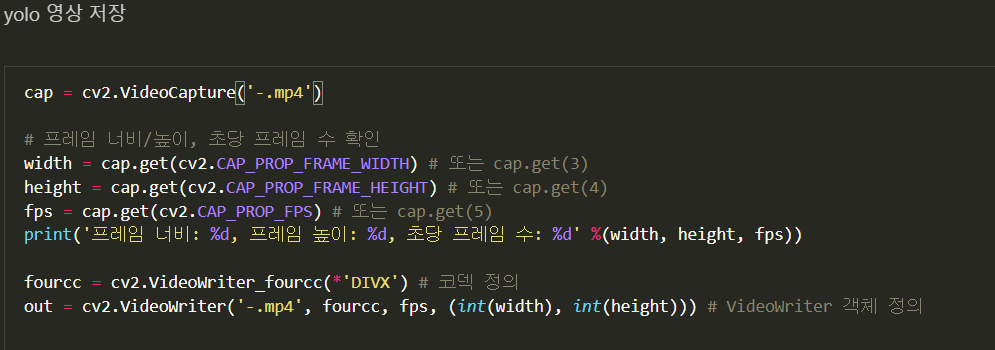 yolo 영상 저장
cap = cv2.VideoCapture('-.mp4')
# 프레임 너비/높이, 초당 프레임 수 확인
width = cap.get(cv2.CAP_PROP_FRAME_WIDTH) # 또는 cap.get(3)
height = cap.get(cv2.CAP_PROP_FRAME_HEIGHT) # 또는 cap.get(4)
fps = cap.get(cv2.CAP_PROP_FPS) # 또는 cap.get(5)
print('프레임 너비: %d, 프레임 높이: %d, 초당 프레임 수: %d' %(width, height, fps))
fourcc = cv2.VideoWriter_fourcc(*'DIVX') # 코덱 정의
out = cv2.VideoWriter('-.mp4', fourcc, fps, (int(width), int(height))) # VideoWriter 객체 정의